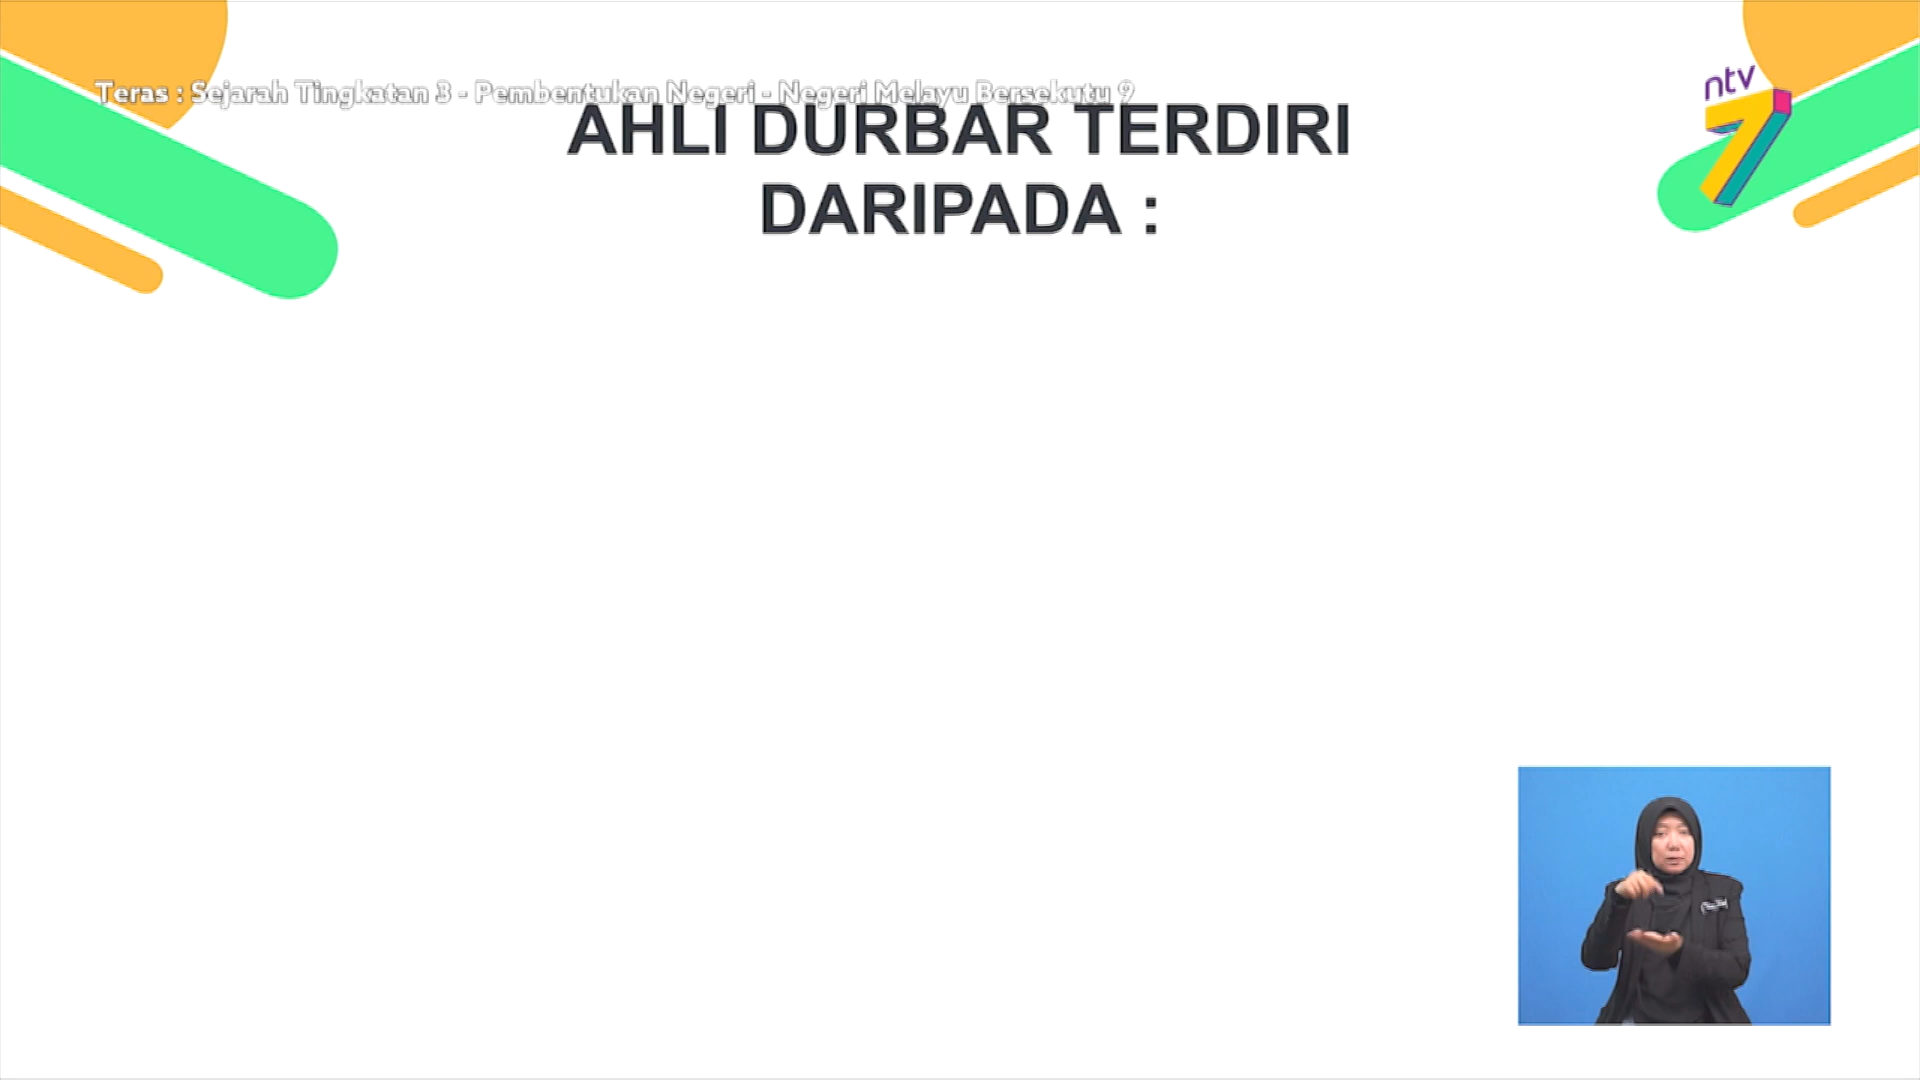 Teras : Sejarah Tingkatan 3 - Pembentukan Negeri - Negeri Melayu Bersekutu 9
ntv
7
AHLI DURBAR TERDIRI
DARIPADA :